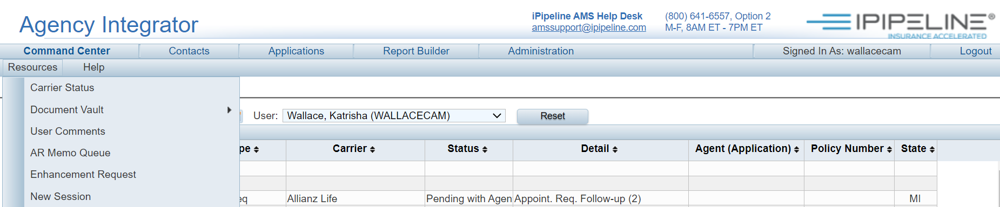 Agency Integrator
iPipeline AMS Help Desk (800) 641-6557, Option 2
amssupport@ipipeline.com M-F, 8AM ET - 7PM ET
IPIPELINE®
INSURANCE ACCELERATED
Command Center Contacts Applications Report Builder Administration Signed In As: wallacecam Logout
Resources Help
Carrier Status
Document Vault
User Comments
AR Memo Queue
Enhancement Request
New Session
User: Wallace, Katrisha (WALLACECAM) Reset
pe Carrier Status Detail Agent (Application) Policy Number State
eq Allianz Life Pending with Agen Appoint. Req. Follow-up (2) MI